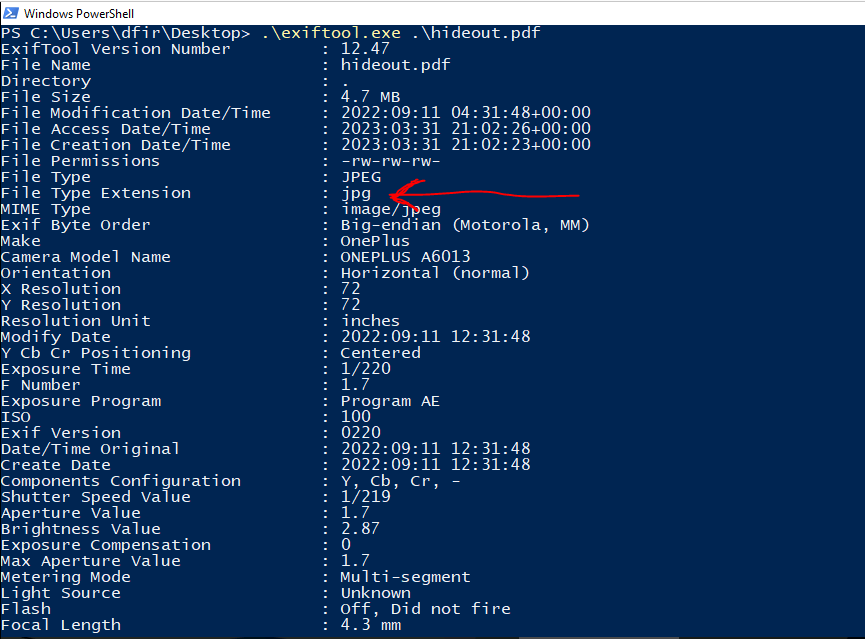 Windows PowerShell
PS C:\Users\dfir\Desktop> .\exiftool.exe .\hideout.pdf
ExifTool Version Number : 12.47
File Name : hideout.pdf
Directory : .
File Size : 4.7 MB
File Modification Date/Time : 2022:09:11 04:31:48+00:00
File Access Date/Time : 2023:03:31 21:02:26+00:00
File Creation Date/Time : 2023:03:31 21:02:23+00:00
File Permissions : -rw-rw-rw-
File Type : JPEG
File Type Extension : jpg
MIME Type : image/jpeg
Exif Byte Order : Big-endian (Motorola, MM)
Make : OnePlus
Camera Model Name : ONEPLUS A6013
Orientation : Horizontal (normal)
X Resolution : 72
Y Resolution : 72
Resolution Unit : inches
Modify Date : 2022:09:11 12:31:48
Y Cb Cr Positioning : Centered
Exposure Time : 1/220
F Number : 1.7
Exposure Program : Program AE
ISO : 100
Exif Version : 0220
Date/Time Original : 2022:09:11 12:31:48
Create Date : 2022:09:11 12:31:48
Components Configuration : Y, Cb, Cr, -
Shutter Speed Value : 1/219
Aperture Value : 1.7
Brightness Value : 2.87
Exposure Compensation : 0
Max Aperture Value : 1.7
Metering Mode : Multi-segment
Light Source : Unknown
Flash : Off, Did not fire
Focal Length : 4.3 mm